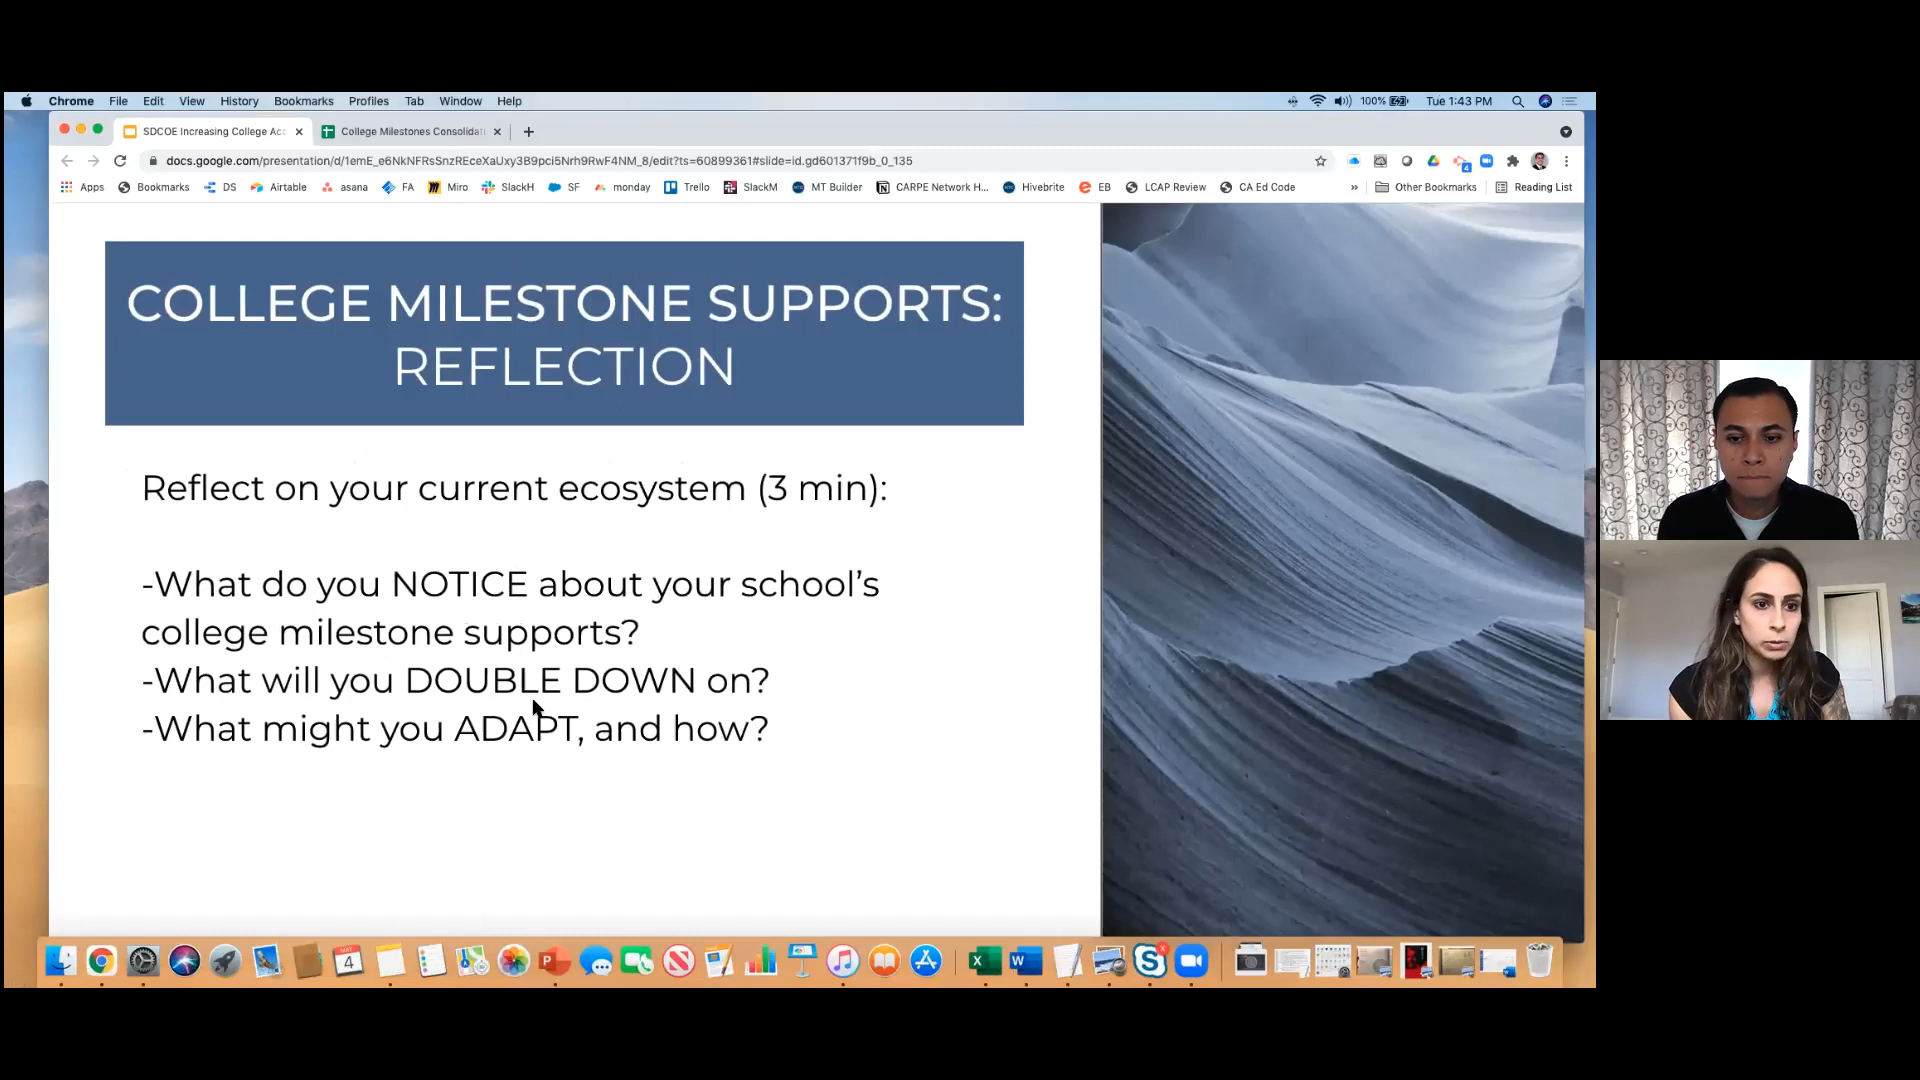 Chrome File Edit View History Bookmarks Profiles Tab Window Help 100% Tue 1:43 PM
SDCOE Increasing College Acc College Milestones Consolidat
docs.google.com/presentation/d/1emE_e6NkNFRsSnzREceXaUxy3B9pci5Nrh9RwF4NM_8/edit?ts=60899361#slide=id.gd601371f9b_0_135
Apps Bookmarks DS Airtable asana FA Miro SlackH SF monday Trello SlackM MT Builder CARPE Network H... Hivebrite EB LCAP Review CA Ed Code » Other Bookmarks Reading List
COLLEGE MILESTONE SUPPORTS:
REFLECTION
Reflect on your current ecosystem (3 min):
-What do you NOTICE about your school's
college milestone supports?
-What will you DOUBLE DOWN on?
-What might you ADAPT, and how?
MAY
4